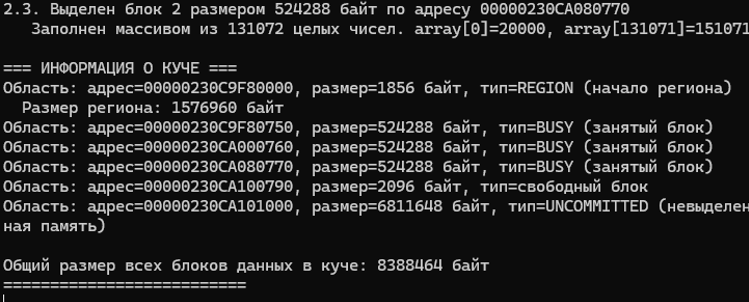 2.3. Выделен блок 2 размером 524288 байт по адресу 00000230CA080770
Заполнен массивом из 131072 целых чисел. array[0]=20000, array[131071]=151071
=== ИНФОРМАЦИЯ О КУЧЕ ===
Область: адрес=00000230C9F80000, размер=1856 байт, тип=REGION (начало региона)
Размер региона: 1576960 байт
Область: адрес=00000230C9F80750, размер=524288 байт, тип=BUSY (занятый блок)
Область: адрес=00000230CA000760, размер=524288 байт, тип=BUSY (занятый блок)
Область: адрес=00000230CA080770, размер=524288 байт, тип=BUSY (занятый блок)
Область: адрес=00000230CA100790, размер=2096 байт, тип=свободный блок
Область: адрес=00000230CA101000, размер=6811648 байт, тип=UNCOMMITTED (невыделен
ная память)
Общий размер всех блоков данных в куче: 8388464 байт
===========================